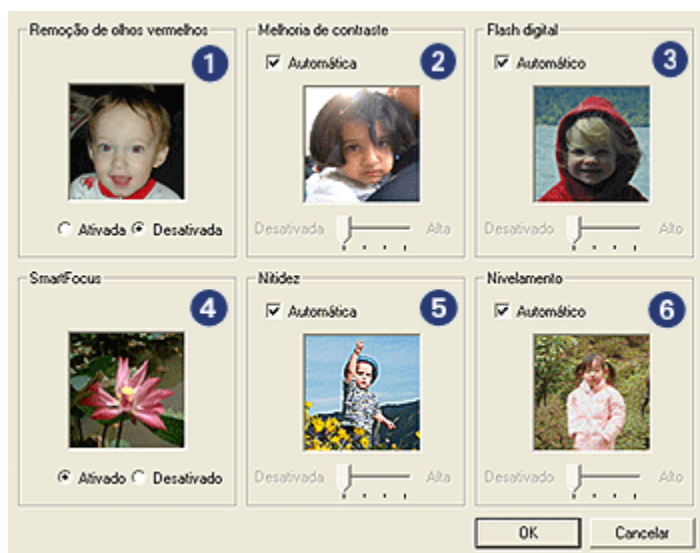 Remoção de olhos vermelhos
1
Ativada Desativada
Melhoria de contraste
Automática
2
Desativada Alta
Flash digital
Automático
3
Desativado Alto
SmartFocus
4
Ativado Desativado
Nitidez
Automática
5
Desativada Alta
Nivelamento
Automático
6
Desativado Alto
OK Cancelar